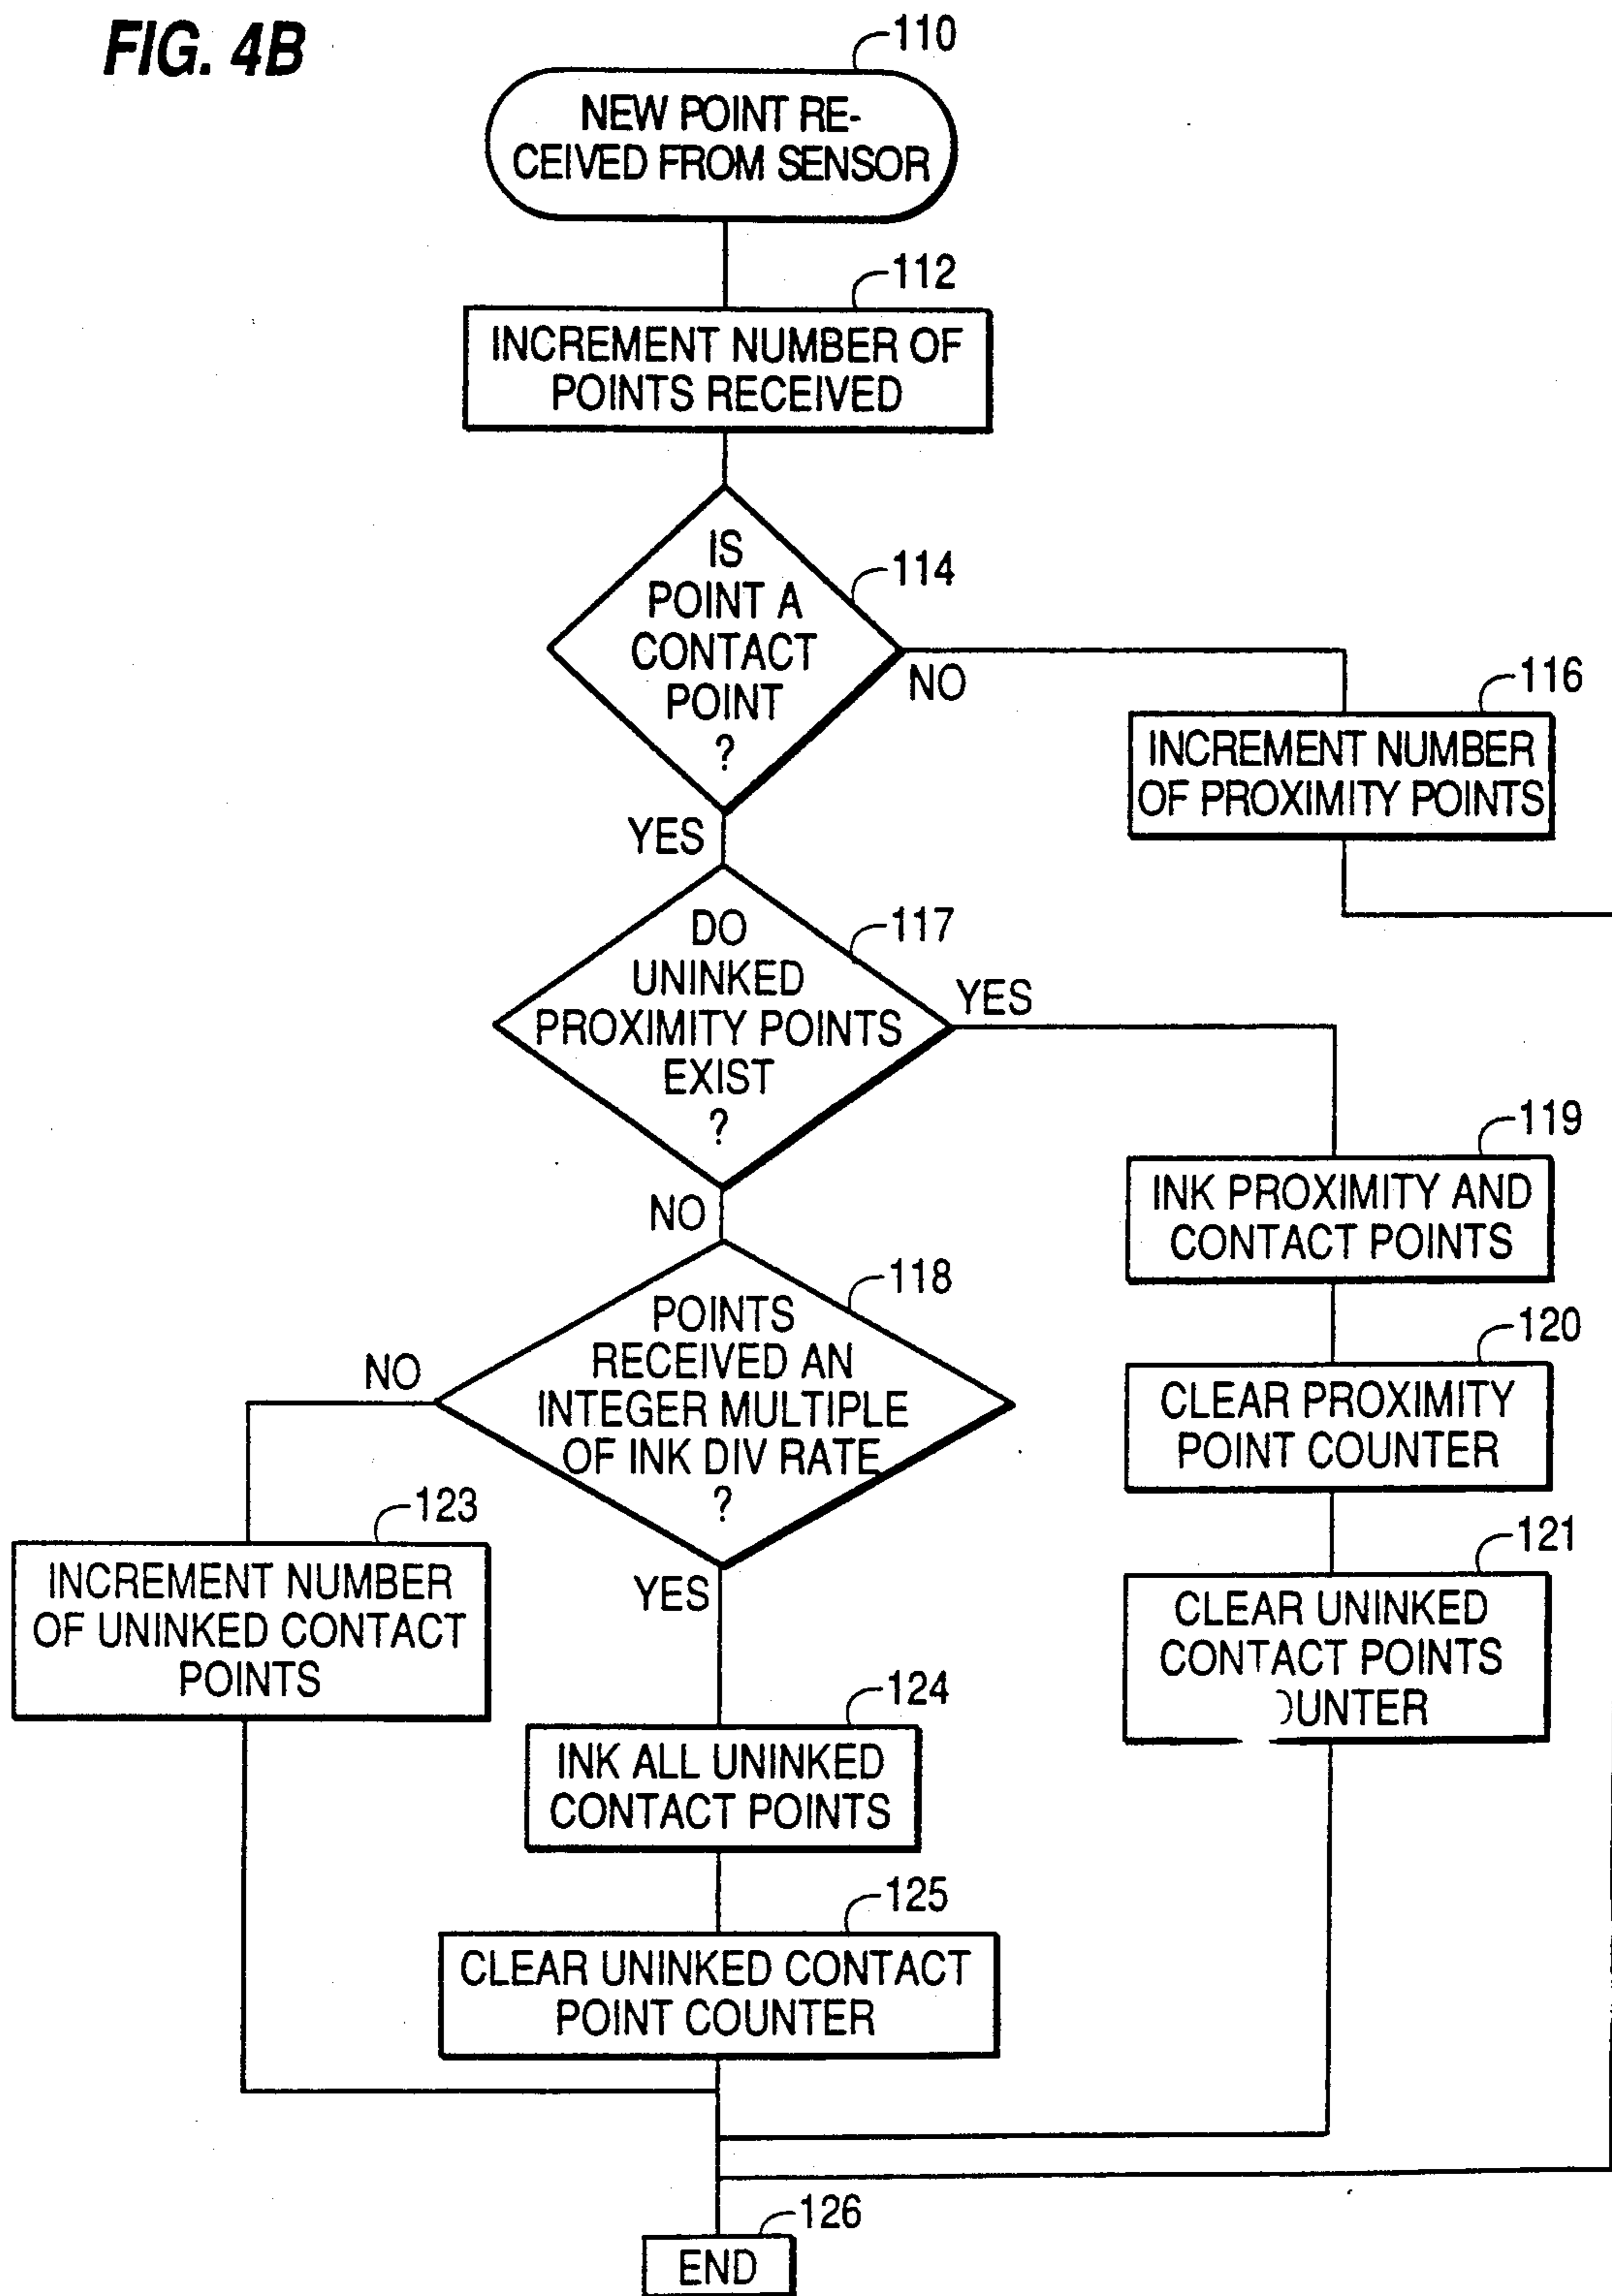 FIG. 4B
110
NEW POINT RE-
CEIVED FROM SENSOR
112
INCREMENT NUMBER OF
POINTS RECEIVED
IS
POINT A
CONTACT
POINT
?
114
NO
YES
116
INCREMENT NUMBER
OF PROXIMITY POINTS
DO
UNINKED
PROXIMITY POINTS
EXIST
?
117
YES
NO
119
INK PROXIMITY AND
CONTACT POINTS
118
POINTS
RECEIVED AN
INTEGER MULTIPLE
OF INK DIV RATE
?
NO
YES
120
CLEAR PROXIMITY
POINT COUNTER
123
INCREMENT NUMBER
OF UNINKED CONTACT
POINTS
121
CLEAR UNINKED
CONTACT POINTS
OUNTER
124
INK ALL UNINKED
CONTACT POINTS
125
CLEAR UNINKED CONTACT
POINT COUNTER
126
END